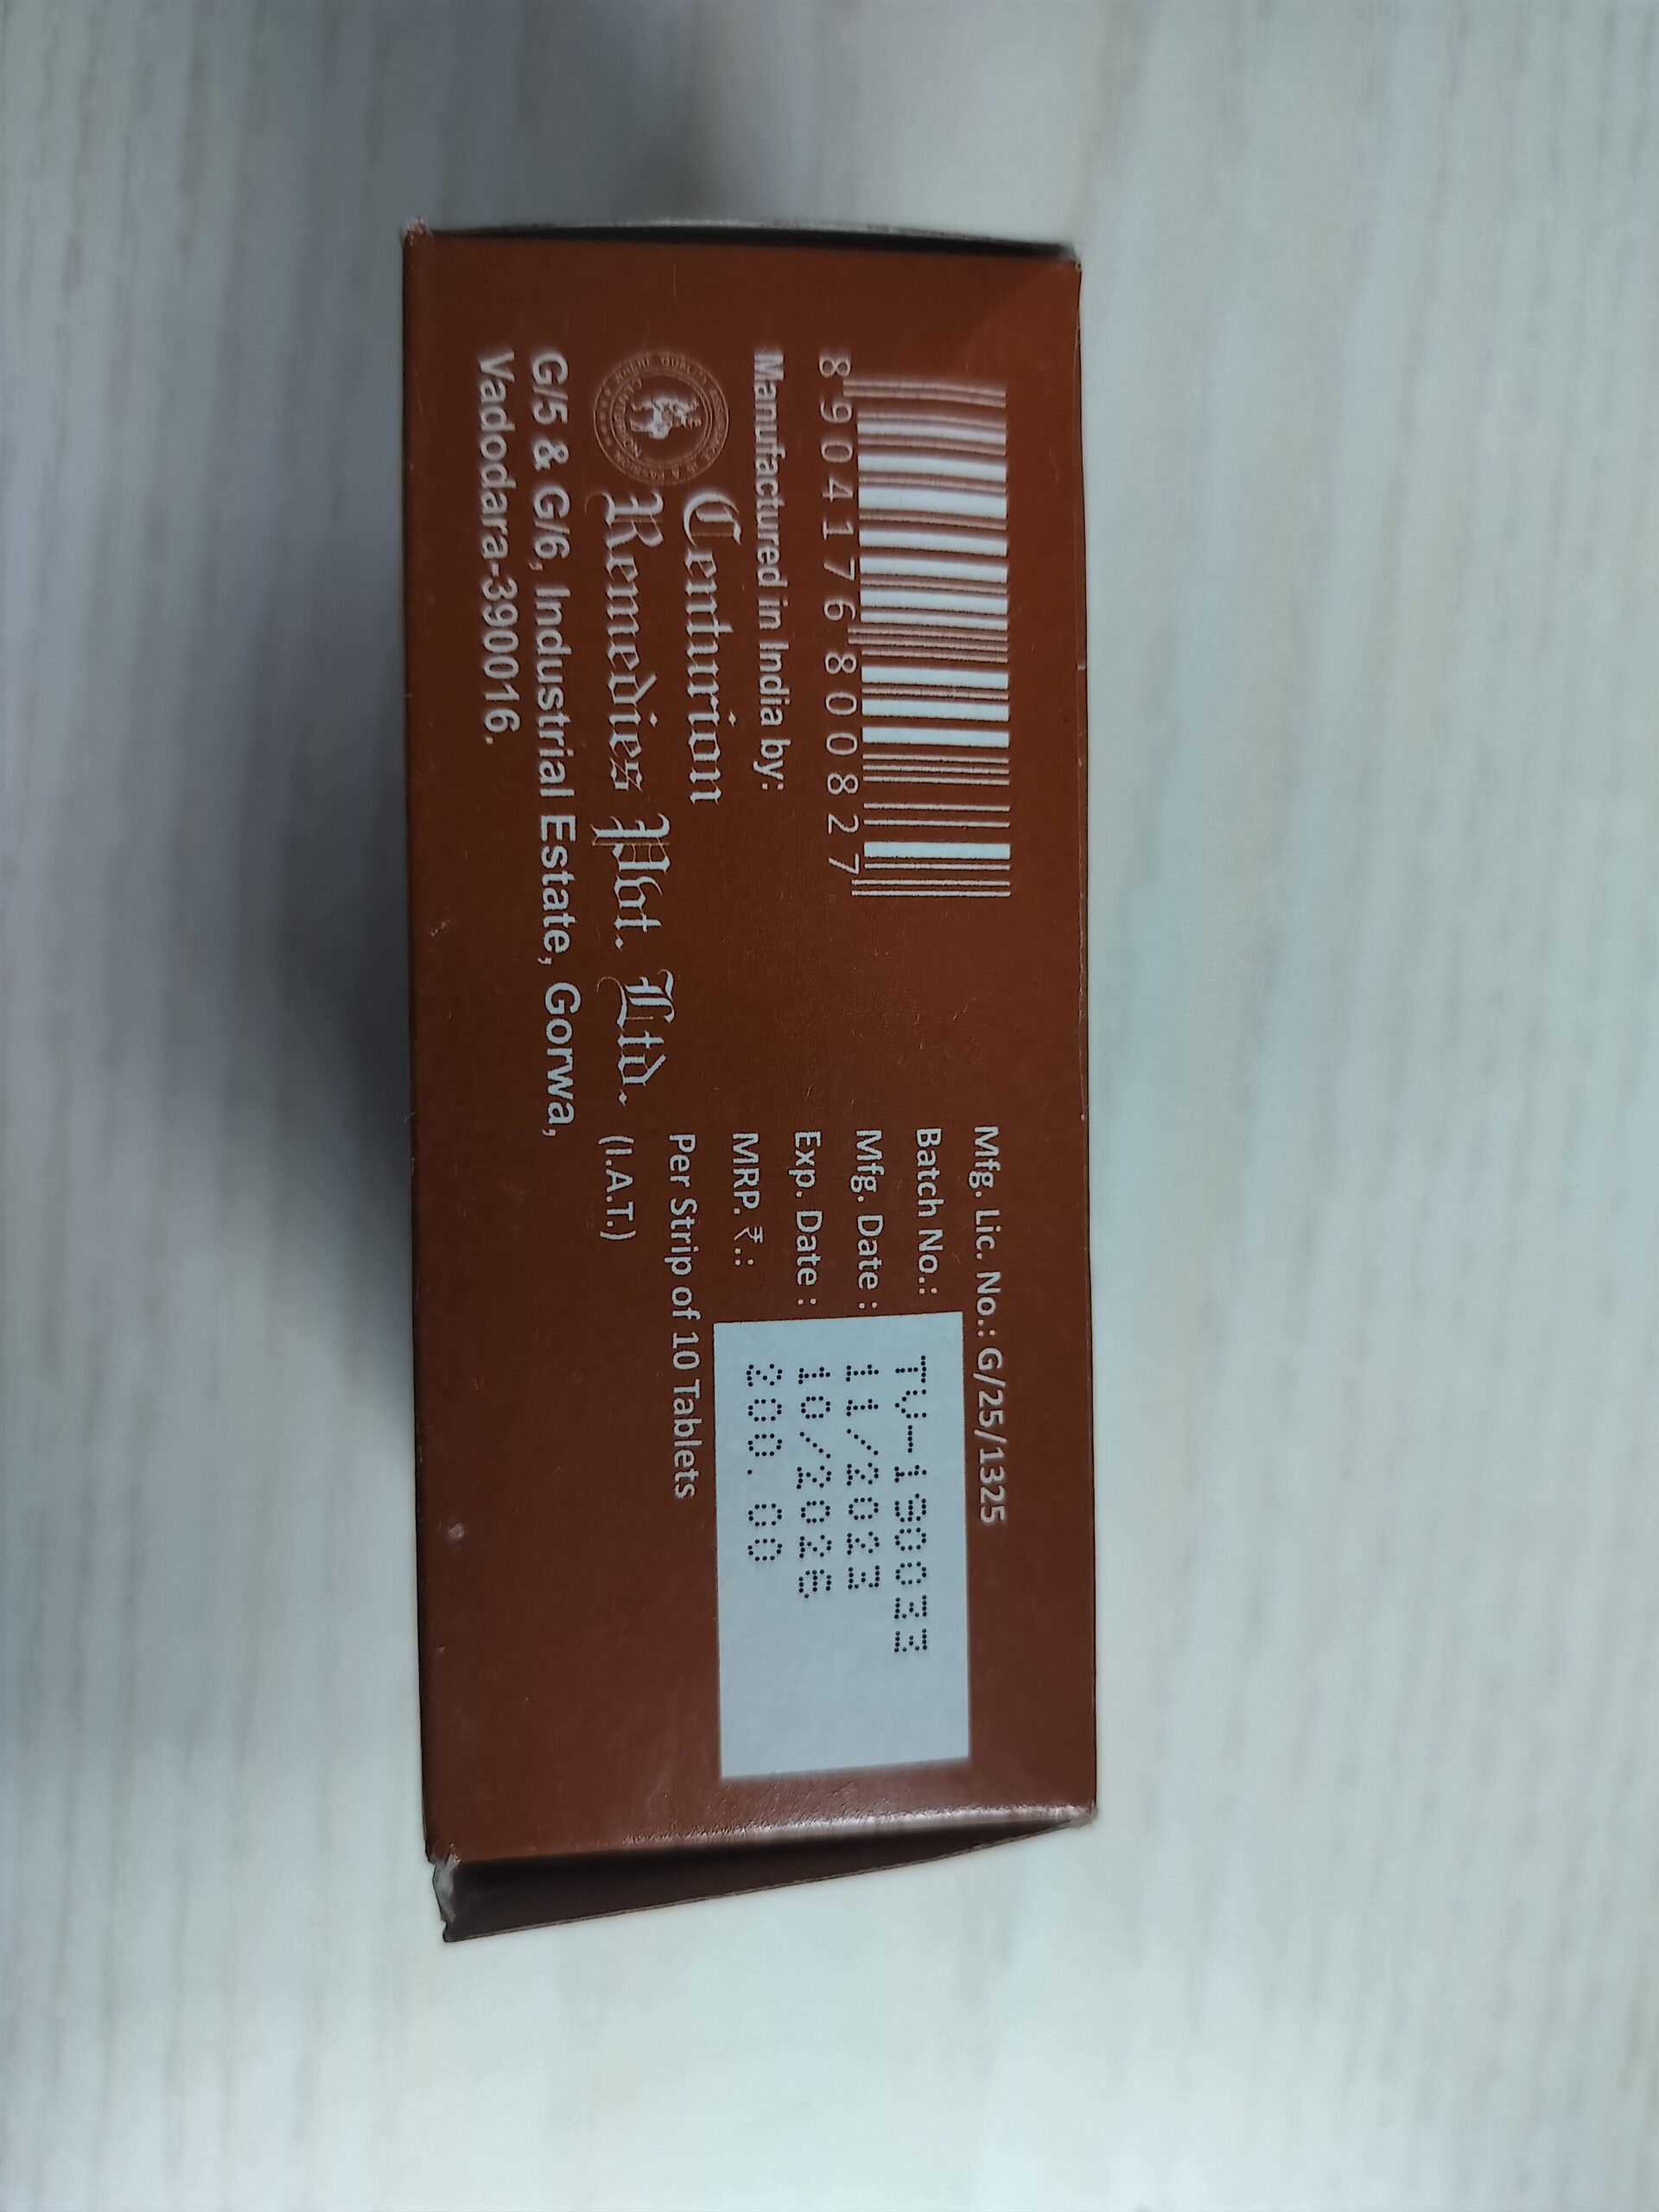 8 904176 800827
Manufactured in India by:
Centurion
Remedies Pvt. Ltd.
G/5 & G/6, Industrial Estate, Gorwa,
Vadodara-390016.
Mfg. Lic. No.: G/25/1325
Batch No.: TV-19033
Mfg. Date : 11/2023
Exp. Date : 10/2026
MRP. ₹.: 200.00
Per Strip of 10 Tablets
(I.A.T.)